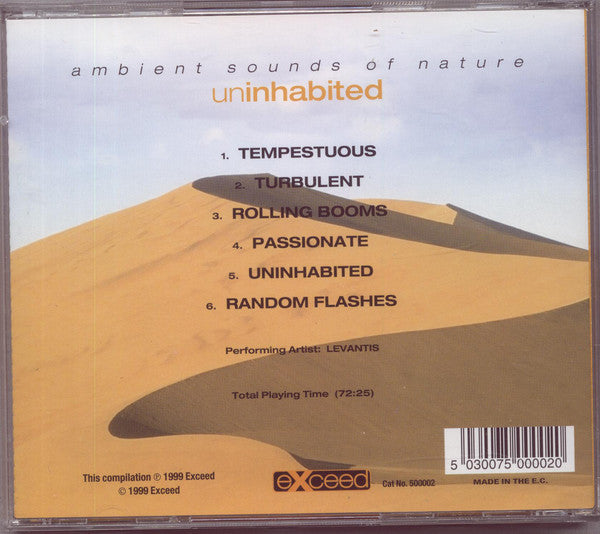 ambient sounds of nature
uninhabited
1. TEMPESTUOUS
2. TURBULENT
3. ROLLING BOOMS
4. PASSIONATE
5. UNINHABITED
6. RANDOM FLASHES
Performing Artist: LEVANTIS
Total Playing Time (72:25)
This compilation ℗ 1999 Exceed
© 1999 Exceed
exceed
Cat No. 500002
5 030075 000020
MADE IN THE E.C.